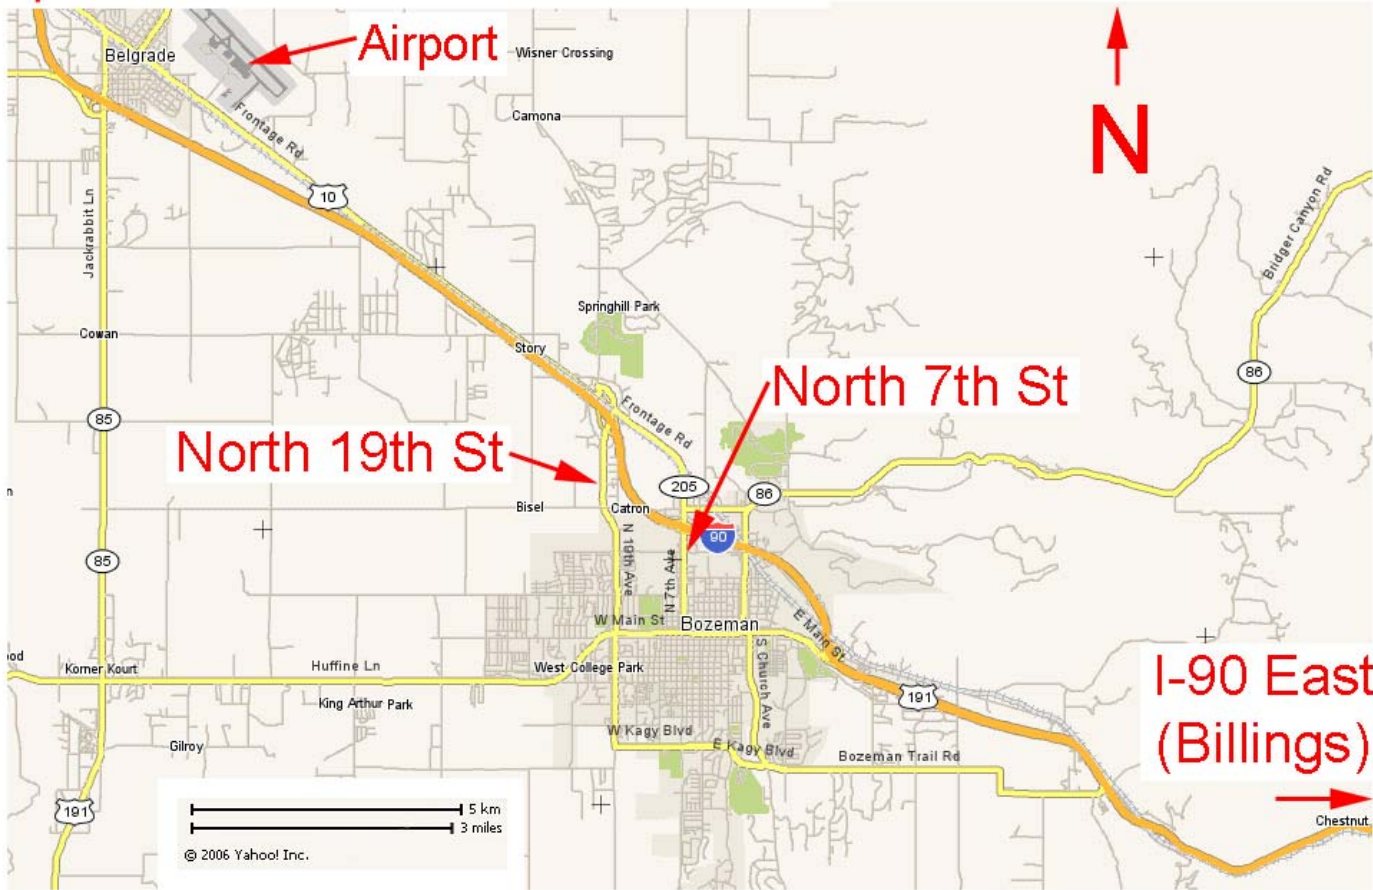 Airport
Belgrade
Wisner Crossing
Camona
Frontage Rd
N
10
Jackrabbit Ln
Bridger Canyon Rd
Springhill Park
Cowan
Story
North 7th St
86
85
Frontage Rd
North 19th St
205
86
Bisel
Catron
90
N 19th Ave
N 7th Ave
85
W Main St
Bozeman
E Main St
ood
Korner Kourt
Huffine Ln
West College Park
S Church Ave
I-90 East
(Billings)
191
King Arthur Park
W Kagy Blvd
E Kagy Blvd
Gilroy
Bozeman Trail Rd
191
5 km
3 miles
Chestnut
© 2006 Yahoo! Inc.